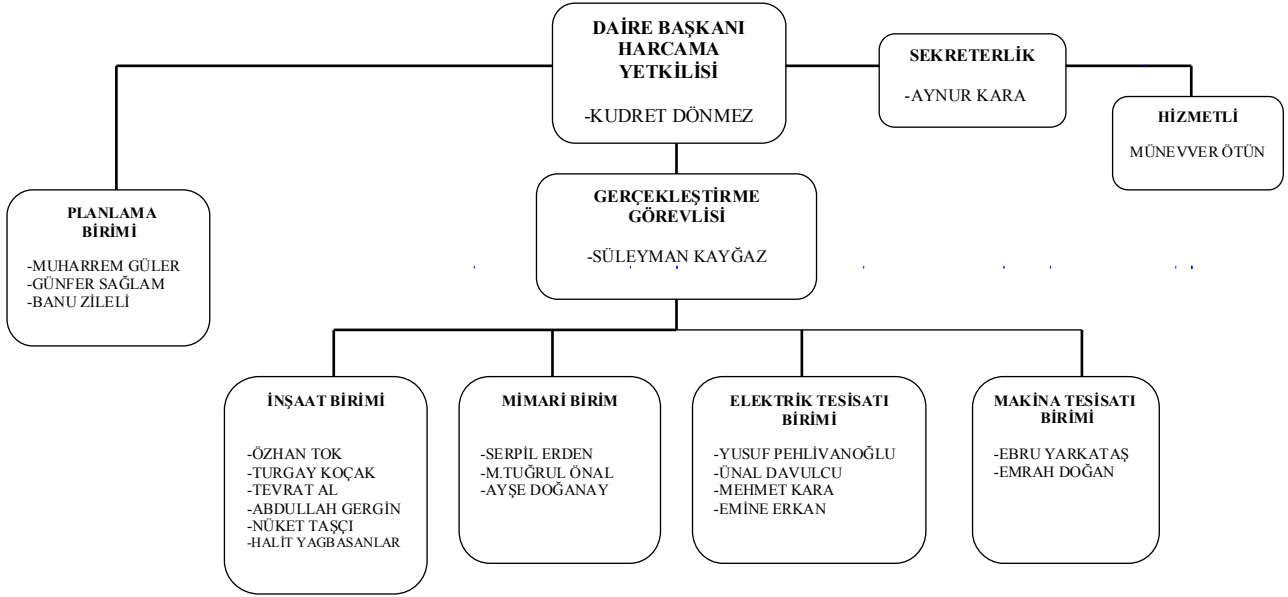 DAİRE BAŞKANI
HARCAMA
YETKİLİSİ
-KUDRET DÖNMEZ
SEKRETERLİK
-AYNUR KARA
HİZMETLİ
MÜNEVVER ÖTÜN
PLANLAMA
BİRİMİ
-MUHARREM GÜLER
-GÜNFER SAĞLAM
-BANU ZİLELİ
GERÇEKLEŞTİRME
GÖREVLİSİ
-SÜLEYMAN KAYĞAZ
İNŞAAT BİRİMİ
-ÖZHAN TOK
-TURGAY KOÇAK
-TEVRAT AL
-ABDULLAH GERGİN
-NÜKET TAŞÇI
-HALİT YAGBASANLAR
MİMARİ BİRİM
-SERPİL ERDEN
-M.TUĞRUL ÖNAL
-AYŞE DOĞANAY
ELEKTRİK TESİSATI
BİRİMİ
-YUSUF PEHLİVANOĞLU
-ÜNAL DAVULCU
-MEHMET KARA
-EMİNE ERKAN
MAKİNA TESİSATI
BİRİMİ
-EBRU YARKATAŞ
-EMRAH DOĞAN